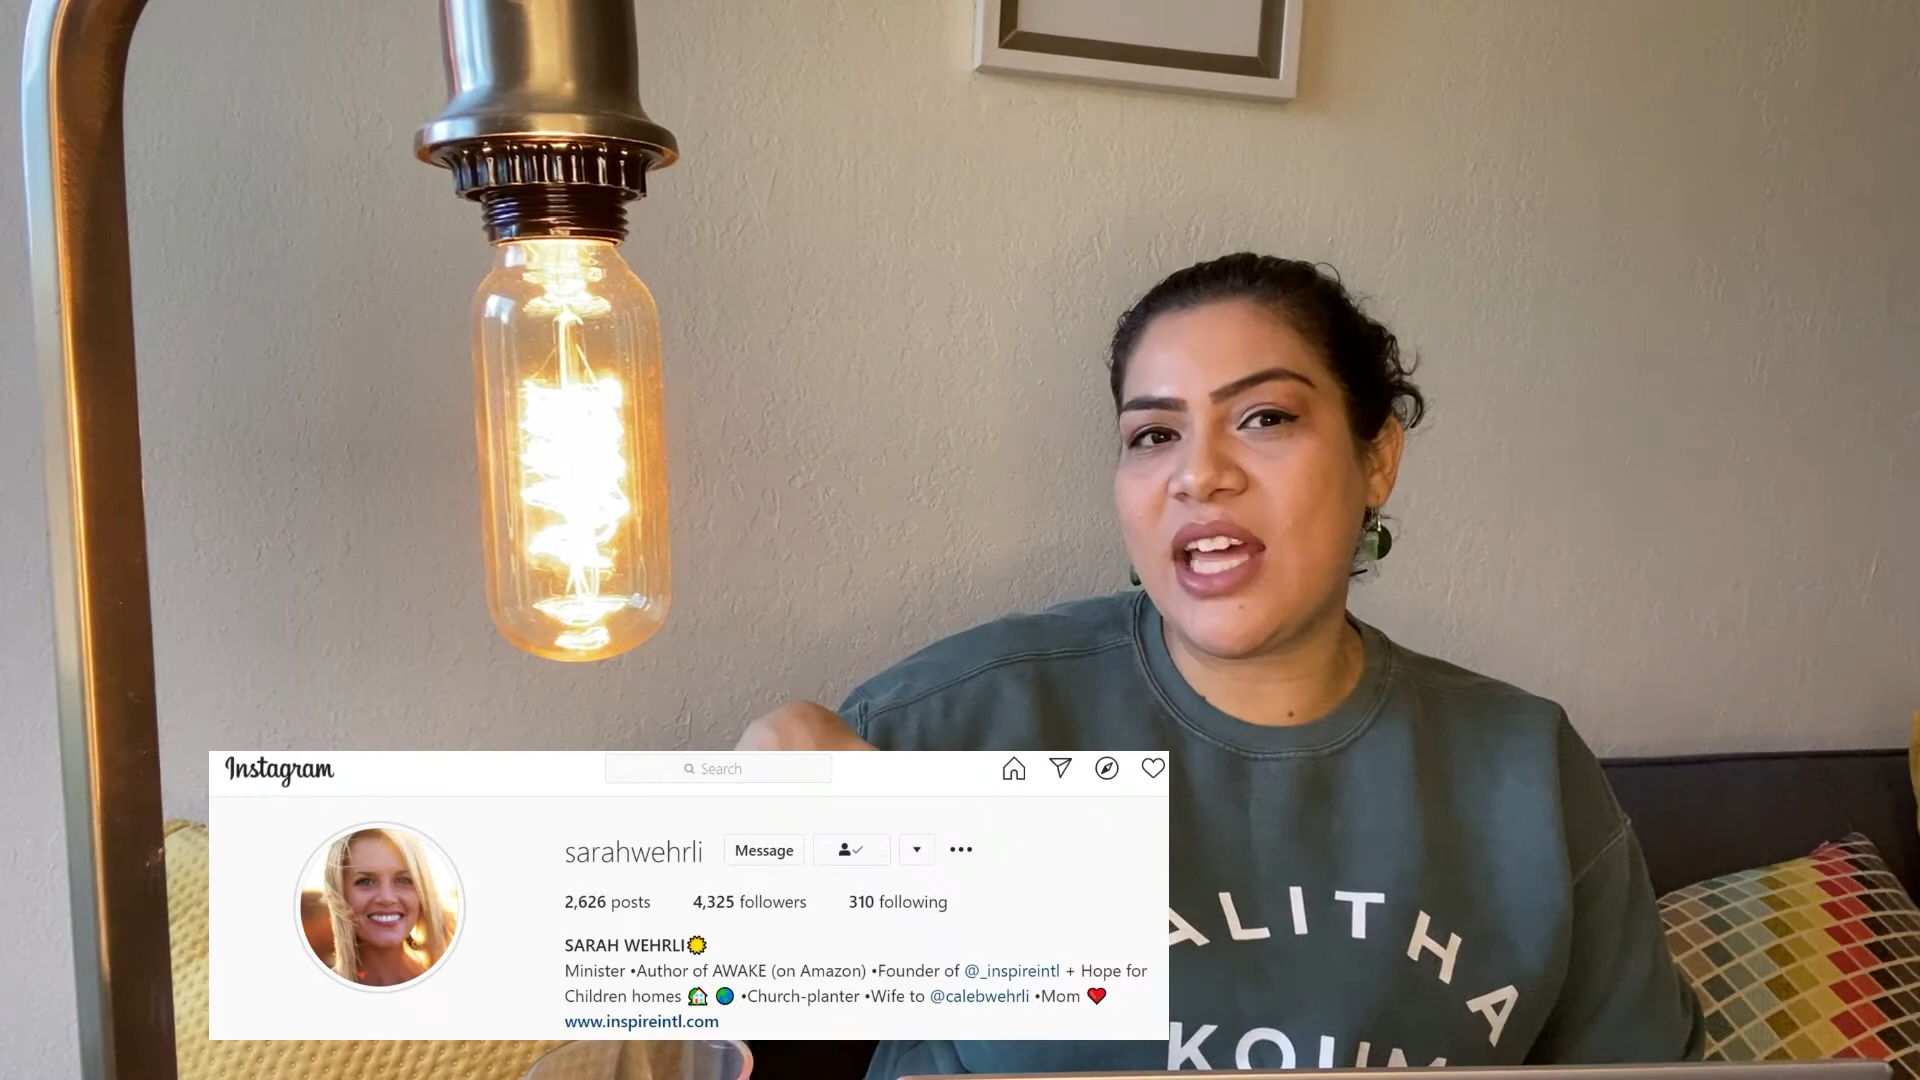 Instagram
Search
sarahwehrli Message
2,626 posts 4,325 followers 310 following
SARAH WEHRLI
Minister •Author of AWAKE (on Amazon) •Founder of @_inspireintl + Hope for
Children homes •Church-planter •Wife to @calebwehrli •Mom
www.inspireintl.com
ALITHA
KOUM